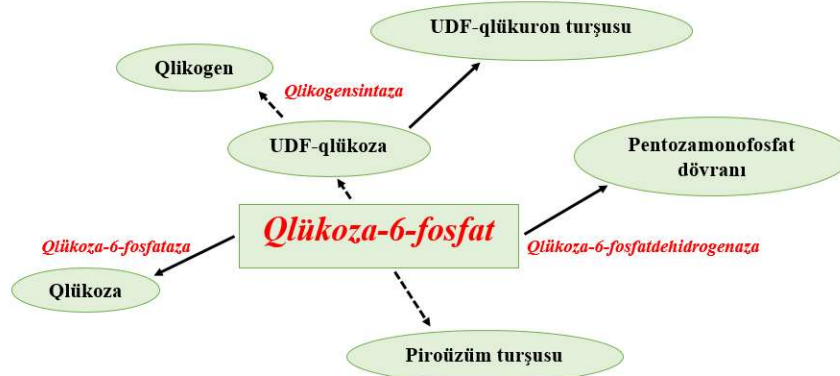 UDF-qlükuron turşusu
Qlikogen
Qlikogensintaza
UDF-qlükoza
Pentozamonofosfat
dövranı
Qlükoza-6-fosfat
Qlükoza-6-fosfataza
Qlükoza-6-fosfatdehidrogenaza
Qlükoza
Piroüzüm turşusu